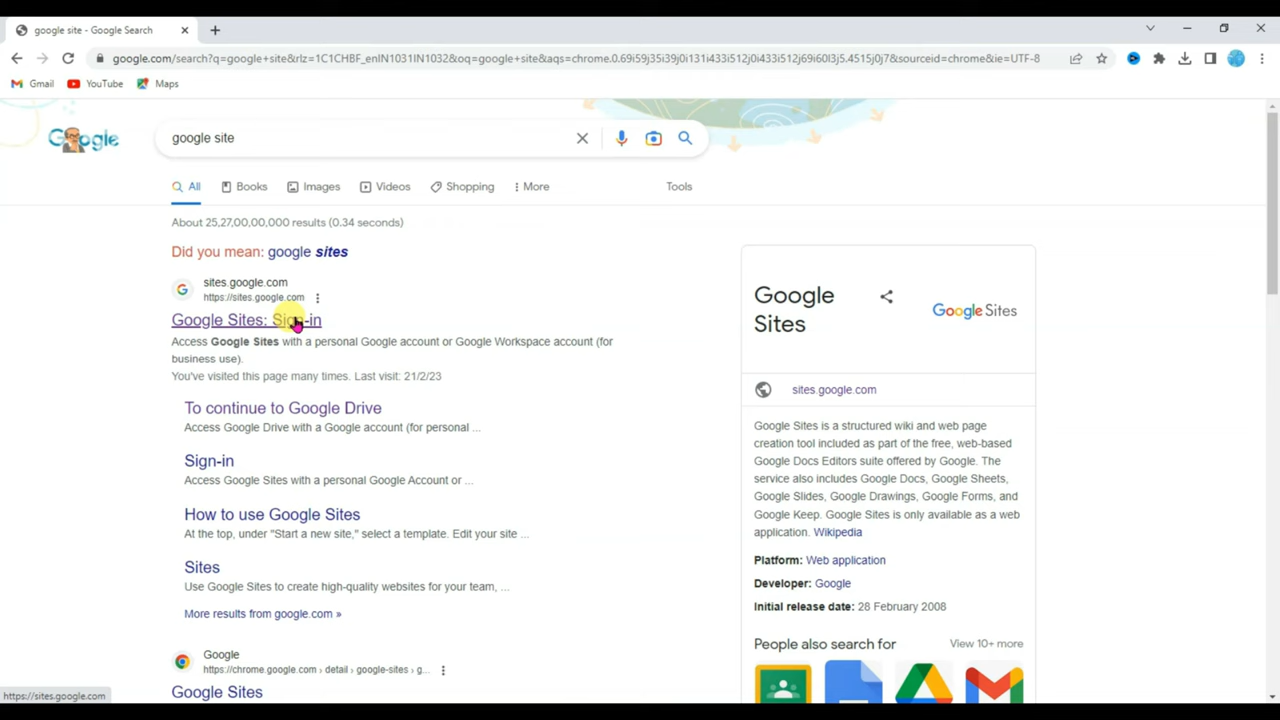 google site - Google Search
google.com/search?q=google+site&rlz=1C1CHBF_enIN1031IN1032&oq=google+site&aqs=chrome.0.69i59j35i39j0i131i433i512j0i433i512j69i60l3j5.4515j0j7&sourceid=chrome&ie=UTF-8
Gmail
YouTube
Maps
Google
google site
All
Books
Images
Videos
Shopping
More
Tools
About 25,27,00,00,000 results (0.34 seconds)
Did you mean: google sites
sites.google.com
https://sites.google.com
Google Sites: Sign-in
Access Google Sites with a personal Google account or Google Workspace account (for
business use).
You've visited this page many times. Last visit: 21/2/23
To continue to Google Drive
Access Google Drive with a Google account (for personal ...
Sign-in
Access Google Sites with a personal Google Account or ...
How to use Google Sites
At the top, under "Start a new site," select a template. Edit your site ...
Sites
Use Google Sites to create high-quality websites for your team, ...
More results from google.com »
Google
https://chrome.google.com › detail › google-sites › g...
Google Sites
https://sites.google.com
Google
Sites
Google Sites
sites.google.com
Google Sites is a structured wiki and web page
creation tool included as part of the free, web-based
Google Docs Editors suite offered by Google. The
service also includes Google Docs, Google Sheets,
Google Slides, Google Drawings, Google Forms, and
Google Keep. Google Sites is only available as a web
application. Wikipedia
Platform: Web application
Developer: Google
Initial release date: 28 February 2008
People also search for
View 10+ more